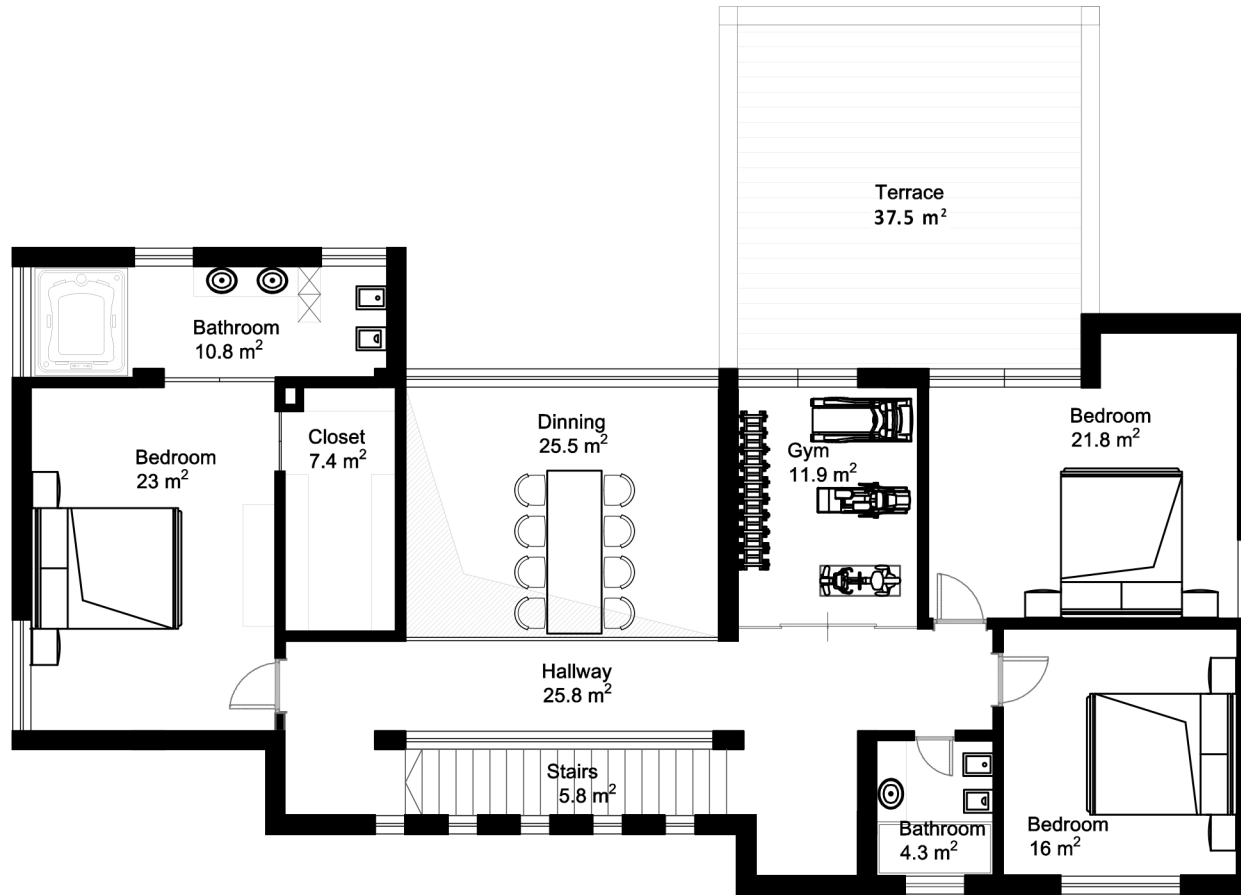 Terrace
37.5 m²
Bathroom
10.8 m²
Bedroom
23 m²
Closet
7.4 m²
Dinning
25.5 m²
Gym
11.9 m²
Bedroom
21.8 m²
Hallway
25.8 m²
Stairs
5.8 m²
Bathroom
4.3 m²
Bedroom
16 m²